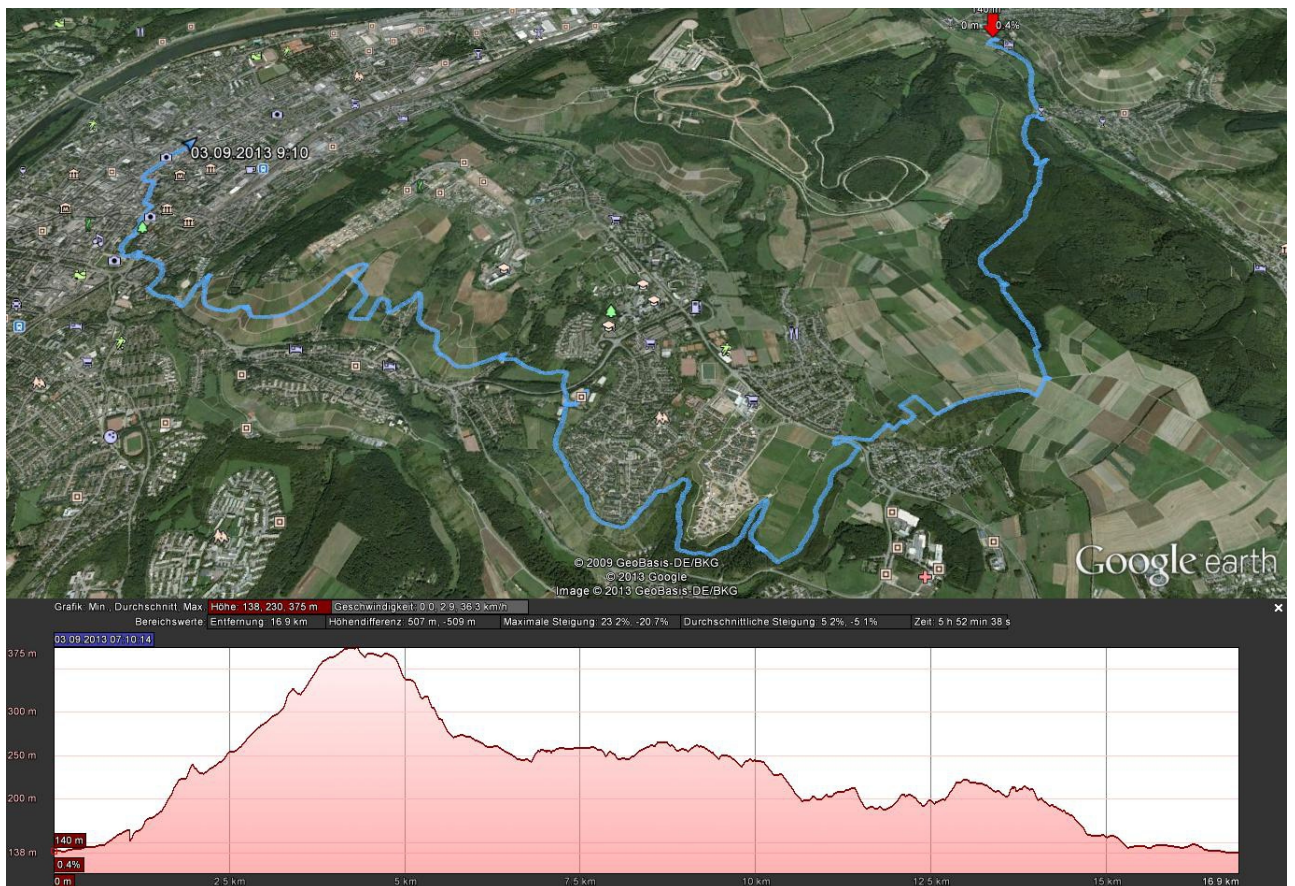 140 m
0 m 0.4%
03.09.2013 9:10
© 2009 GeoBasis-DE/BKG
© 2013 Google
Image © 2013 GeoBasis-DE/BKG
Google earth
Grafik: Min., Durchschnitt, Max. Höhe: 138, 230, 375 m Geschwindigkeit: 0.0, 2.9, 36.3 km/h
Bereichswerte: Entfernung: 16.9 km Höhendifferenz: 507 m, -509 m Maximale Steigung: 23.2%, -20.7% Durchschnittliche Steigung: 5.2%, -5.1% Zeit: 5 h 52 min 38 s
03.09.2013 07:10:14
375 m
300 m
250 m
200 m
140 m
138 m
0.4%
0 m 2.5 km 5 km 7.5 km 10 km 12.5 km 15 km 16.9 km